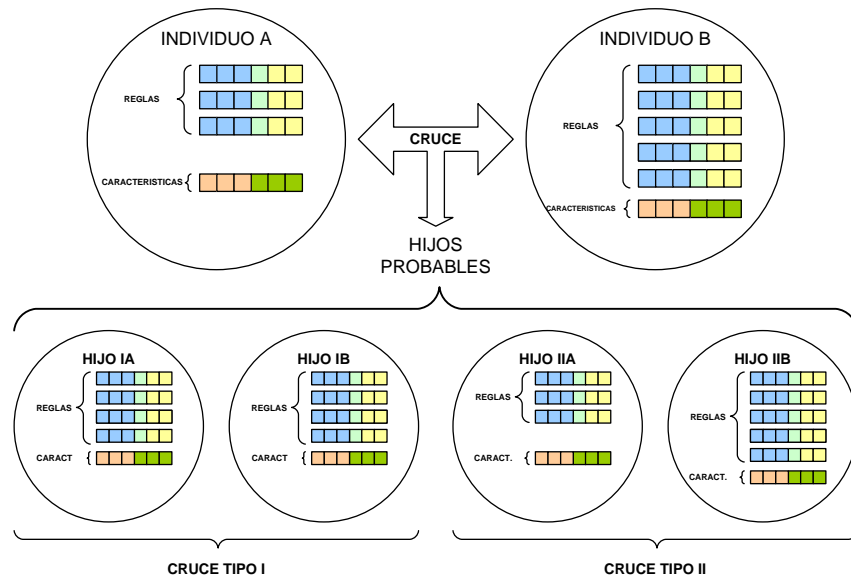 INDIVIDUO A
REGLAS
CARACTERISTICAS
CRUCE
INDIVIDUO B
REGLAS
CARACTERISTICAS
HIJOS
PROBABLES
HIJO IA
REGLAS
CARACT
HIJO IB
REGLAS
CARACT
HIJO IIA
REGLAS
CARACT.
HIJO IIB
REGLAS
CARACT.
CRUCE TIPO I
CRUCE TIPO II